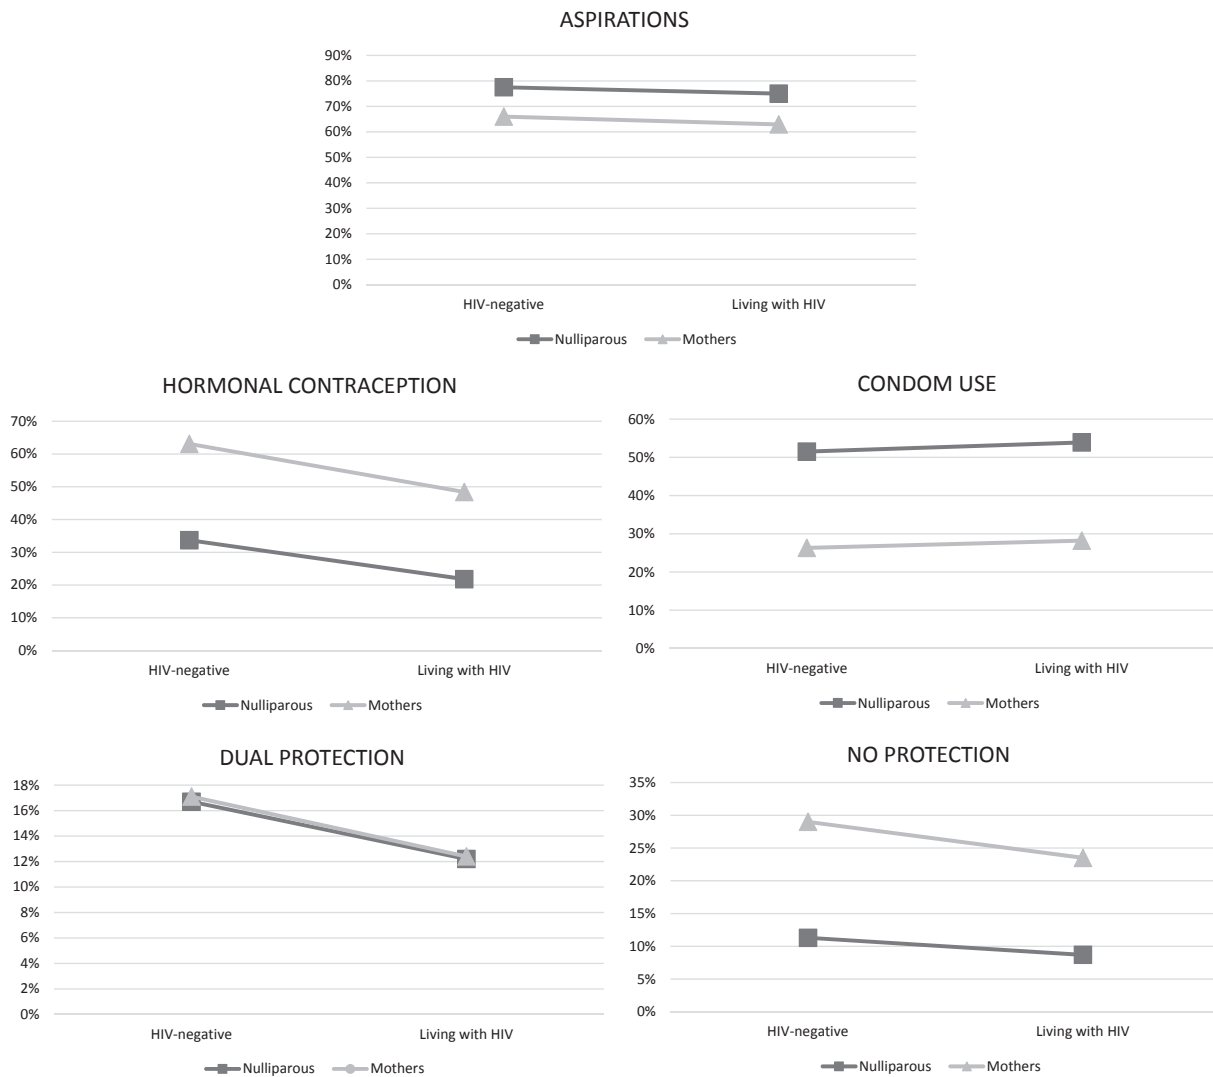 ASPIRATIONS
90%
80%
70%
60%
50%
40%
30%
20%
10%
0%
HIV-negative Living with HIV
Nulliparous Mothers
HORMONAL CONTRACEPTION
70%
60%
50%
40%
30%
20%
10%
0%
HIV-negative Living with HIV
Nulliparous Mothers
CONDOM USE
60%
50%
40%
30%
20%
10%
0%
HIV-negative Living with HIV
Nulliparous Mothers
DUAL PROTECTION
18%
16%
14%
12%
10%
8%
6%
4%
2%
0%
HIV-negative Living with HIV
Nulliparous Mothers
NO PROTECTION
35%
30%
25%
20%
15%
10%
5%
0%
HIV-negative Living with HIV
Nulliparous Mothers